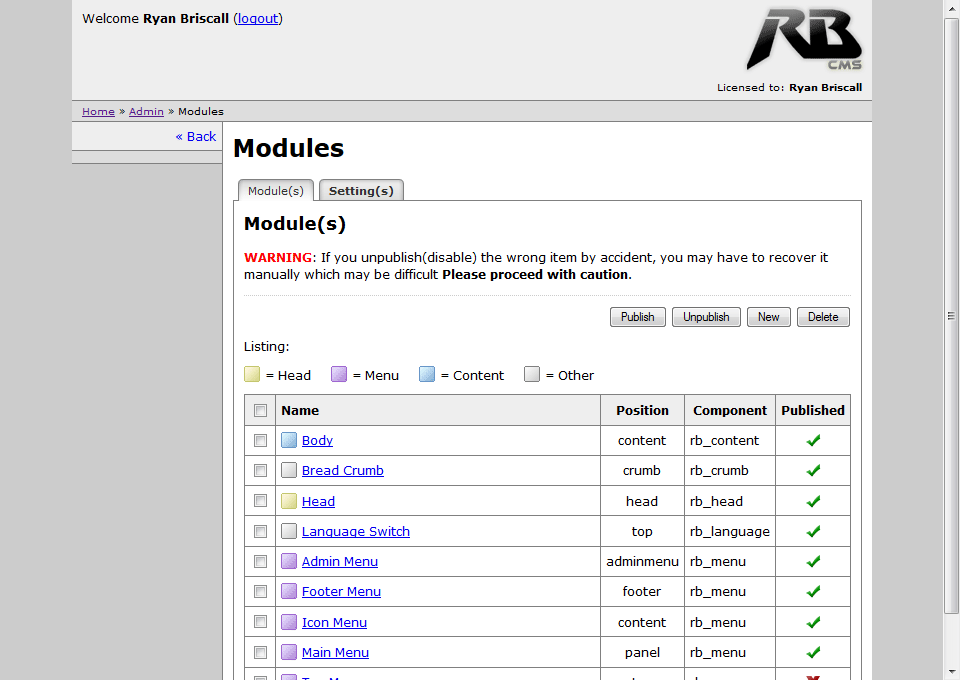 Welcome Ryan Briscall (logout)
RB
CMS
Licensed to: Ryan Briscall
Home » Admin » Modules
« Back
Modules
Module(s) Setting(s)
Module(s)
WARNING: If you unpublish(disable) the wrong item by accident, you may have to recover it
manually which may be difficult Please proceed with caution.
Publish Unpublish New Delete
Listing:
= Head = Menu = Content = Other
Name Position Component Published
Body content rb_content
Bread Crumb crumb rb_crumb
Head head rb_head
Language Switch top rb_language
Admin Menu adminmenu rb_menu
Footer Menu footer rb_menu
Icon Menu content rb_menu
Main Menu panel rb_menu